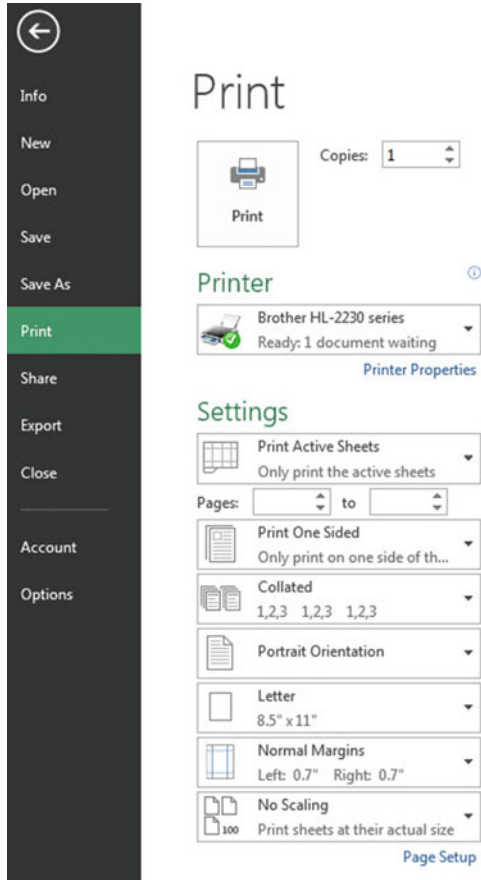 Info
New
Open
Save
Save As
Print
Share
Export
Close
Account
Options
Print
Print
Copies: 1
Printer
Brother HL-2230 series
Ready: 1 document waiting
Printer Properties
Settings
Print Active Sheets
Only print the active sheets
Pages: to
Print One Sided
Only print on one side of th...
Collated
1,2,3 1,2,3 1,2,3
Portrait Orientation
Letter
8.5" x 11"
Normal Margins
Left: 0.7" Right: 0.7"
No Scaling
100
Print sheets at their actual size
Page Setup